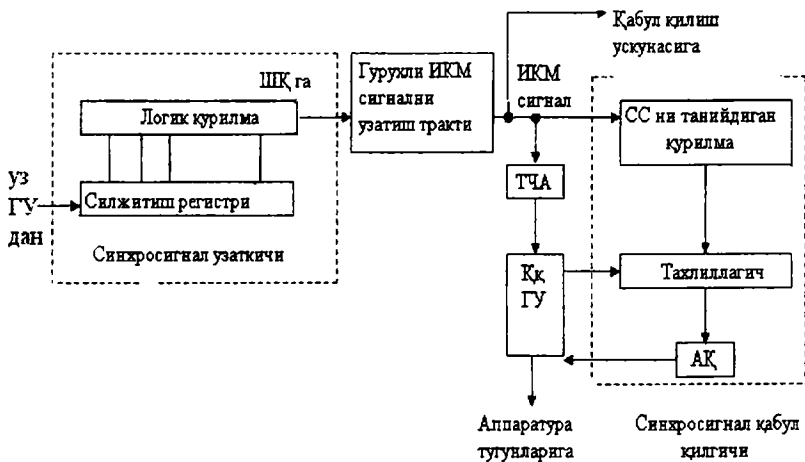 Қабул қилиш
ускунасига
ШҚ га
Логик қурилма
уз
ГУ
дан
Силжитиш регистри
Синхросигнал узаткичи
Гурухли ИКМ
сигнални
узатиш тракти
ИКМ
сигнал
СС ни танийдиган
қурилма
ТЧА
Ққ
ГУ
Тахлиллагич
АҚ
Аппаратура
тугунларига
Синхросигнал қабул
қилгичи